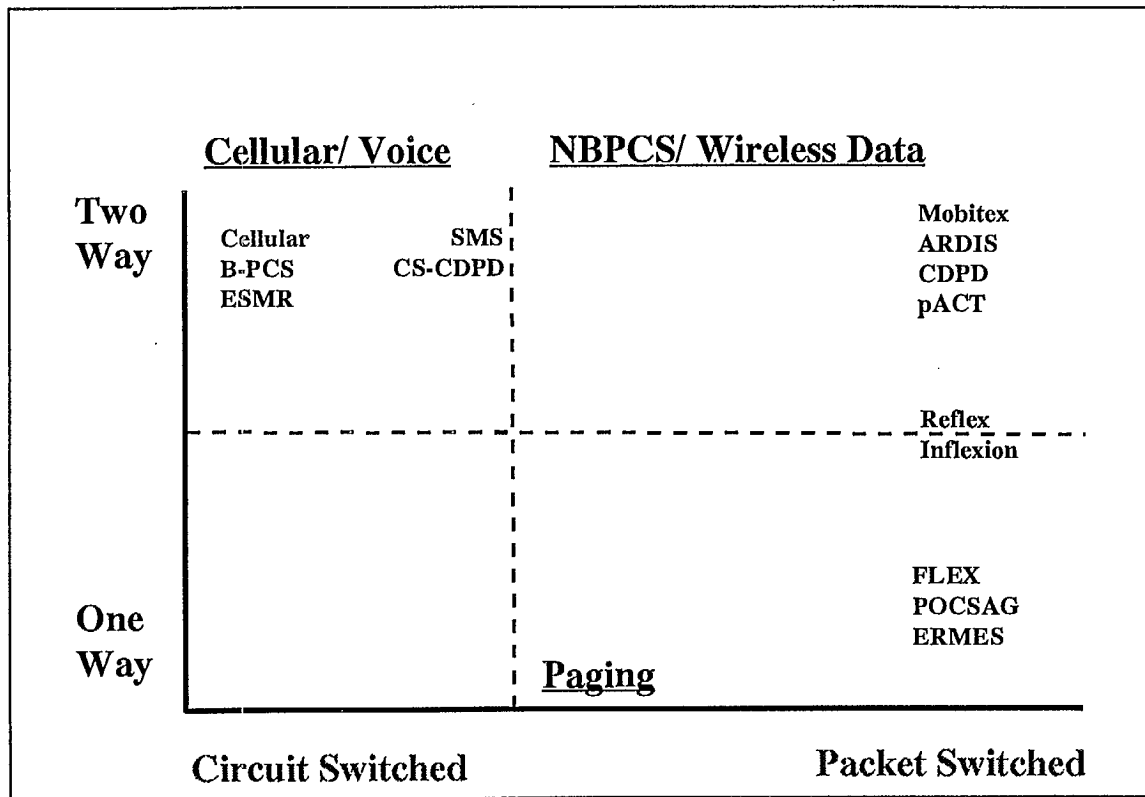 Cellular/ Voice
NBPCS/ Wireless Data
Two
Way
Cellular
B-PCS
ESMR
SMS
CS-CDPD
Mobitex
ARDIS
CDPD
pACT
Reflex
Inflexion
FLEX
POCSAG
ERMES
One
Way
Paging
Circuit Switched
Packet Switched